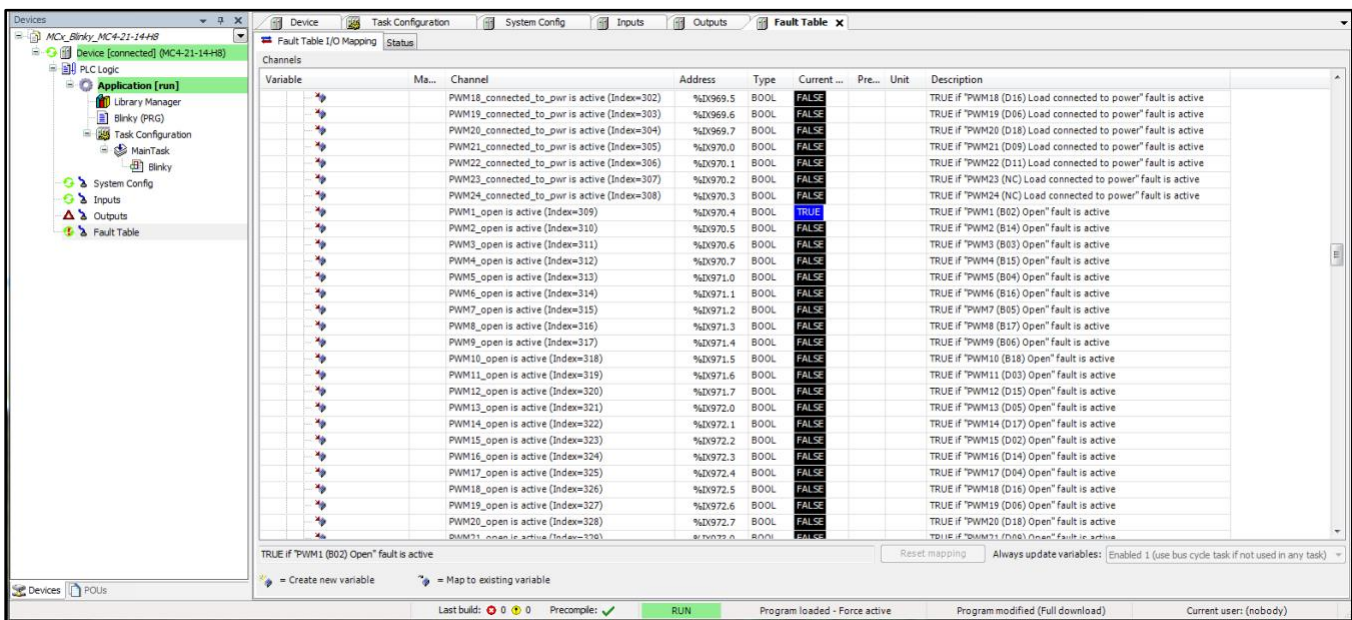 Devices
MCx_Blinky_MC4-21-14-H8
Device [connected] (MC4-21-14-H8)
PLC Logic
Application [run]
Library Manager
Blinky (PRG)
Task Configuration
MainTask
Blinky
System Config
Inputs
Outputs
Fault Table
Devices POUs
Device Task Configuration System Config Inputs Outputs Fault Table X
Fault Table I/O Mapping Status
Channels
Variable Ma... Channel Address Type Current ... Pre... Unit Description
PWM18_connected_to_pwr is active (Index=302) %IX969.5 BOOL FALSE TRUE if "PWM18 (D16) Load connected to power" fault is active
PWM19_connected_to_pwr is active (Index=303) %IX969.6 BOOL FALSE TRUE if "PWM19 (D06) Load connected to power" fault is active
PWM20_connected_to_pwr is active (Index=304) %IX969.7 BOOL FALSE TRUE if "PWM20 (D18) Load connected to power" fault is active
PWM21_connected_to_pwr is active (Index=305) %IX970.0 BOOL FALSE TRUE if "PWM21 (D09) Load connected to power" fault is active
PWM22_connected_to_pwr is active (Index=306) %IX970.1 BOOL FALSE TRUE if "PWM22 (D11) Load connected to power" fault is active
PWM23_connected_to_pwr is active (Index=307) %IX970.2 BOOL FALSE TRUE if "PWM23 (NC) Load connected to power" fault is active
PWM24_connected_to_pwr is active (Index=308) %IX970.3 BOOL FALSE TRUE if "PWM24 (NC) Load connected to power" fault is active
PWM1_open is active (Index=309) %IX970.4 BOOL TRUE TRUE if "PWM1 (B02) Open" fault is active
PWM2_open is active (Index=310) %IX970.5 BOOL FALSE TRUE if "PWM2 (B14) Open" fault is active
PWM3_open is active (Index=311) %IX970.6 BOOL FALSE TRUE if "PWM3 (B03) Open" fault is active
PWM4_open is active (Index=312) %IX970.7 BOOL FALSE TRUE if "PWM4 (B15) Open" fault is active
PWM5_open is active (Index=313) %IX971.0 BOOL FALSE TRUE if "PWM5 (B04) Open" fault is active
PWM6_open is active (Index=314) %IX971.1 BOOL FALSE TRUE if "PWM6 (B16) Open" fault is active
PWM7_open is active (Index=315) %IX971.2 BOOL FALSE TRUE if "PWM7 (B05) Open" fault is active
PWM8_open is active (Index=316) %IX971.3 BOOL FALSE TRUE if "PWM8 (B17) Open" fault is active
PWM9_open is active (Index=317) %IX971.4 BOOL FALSE TRUE if "PWM9 (B06) Open" fault is active
PWM10_open is active (Index=318) %IX971.5 BOOL FALSE TRUE if "PWM10 (B18) Open" fault is active
PWM11_open is active (Index=319) %IX971.6 BOOL FALSE TRUE if "PWM11 (D03) Open" fault is active
PWM12_open is active (Index=320) %IX971.7 BOOL FALSE TRUE if "PWM12 (D15) Open" fault is active
PWM13_open is active (Index=321) %IX972.0 BOOL FALSE TRUE if "PWM13 (D05) Open" fault is active
PWM14_open is active (Index=322) %IX972.1 BOOL FALSE TRUE if "PWM14 (D17) Open" fault is active
PWM15_open is active (Index=323) %IX972.2 BOOL FALSE TRUE if "PWM15 (D02) Open" fault is active
PWM16_open is active (Index=324) %IX972.3 BOOL FALSE TRUE if "PWM16 (D14) Open" fault is active
PWM17_open is active (Index=325) %IX972.4 BOOL FALSE TRUE if "PWM17 (D04) Open" fault is active
PWM18_open is active (Index=326) %IX972.5 BOOL FALSE TRUE if "PWM18 (D16) Open" fault is active
PWM19_open is active (Index=327) %IX972.6 BOOL FALSE TRUE if "PWM19 (D06) Open" fault is active
PWM20_open is active (Index=328) %IX972.7 BOOL FALSE TRUE if "PWM20 (D18) Open" fault is active
PWM21_open is active (Index=329) %IX973.0 BOOL FALSE TRUE if "PWM21 (D09) Open" fault is active
TRUE if "PWM1 (B02) Open" fault is active Reset mapping Always update variables: Enabled 1 (use bus cycle task if not used in any task)
= Create new variable = Map to existing variable
Last build: 0 0 Precompile: RUN Program loaded - Force active Program modified (Full download) Current user: (nobody)